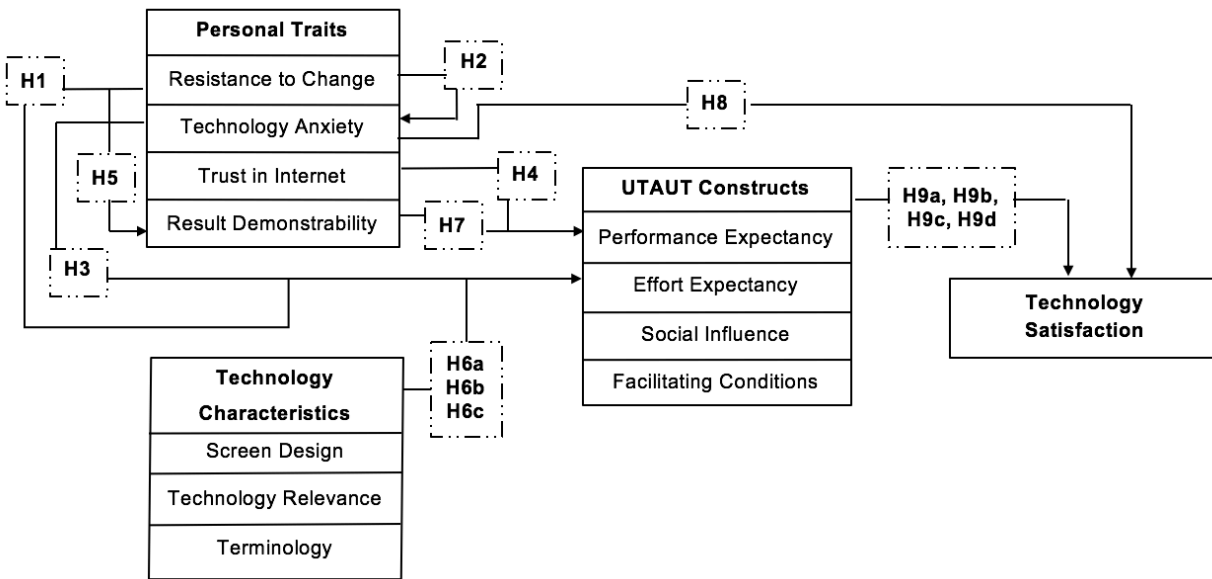 Personal Traits
Resistance to Change
Technology Anxiety
Trust in Internet
Result Demonstrability
H1
H2
H5
H3
H4
H7
H8
UTAUT Constructs
Performance Expectancy
Effort Expectancy
Social Influence
Facilitating Conditions
H9a, H9b,
H9c, H9d
Technology
Satisfaction
H6a
H6b
H6c
Technology
Characteristics
Screen Design
Technology Relevance
Terminology